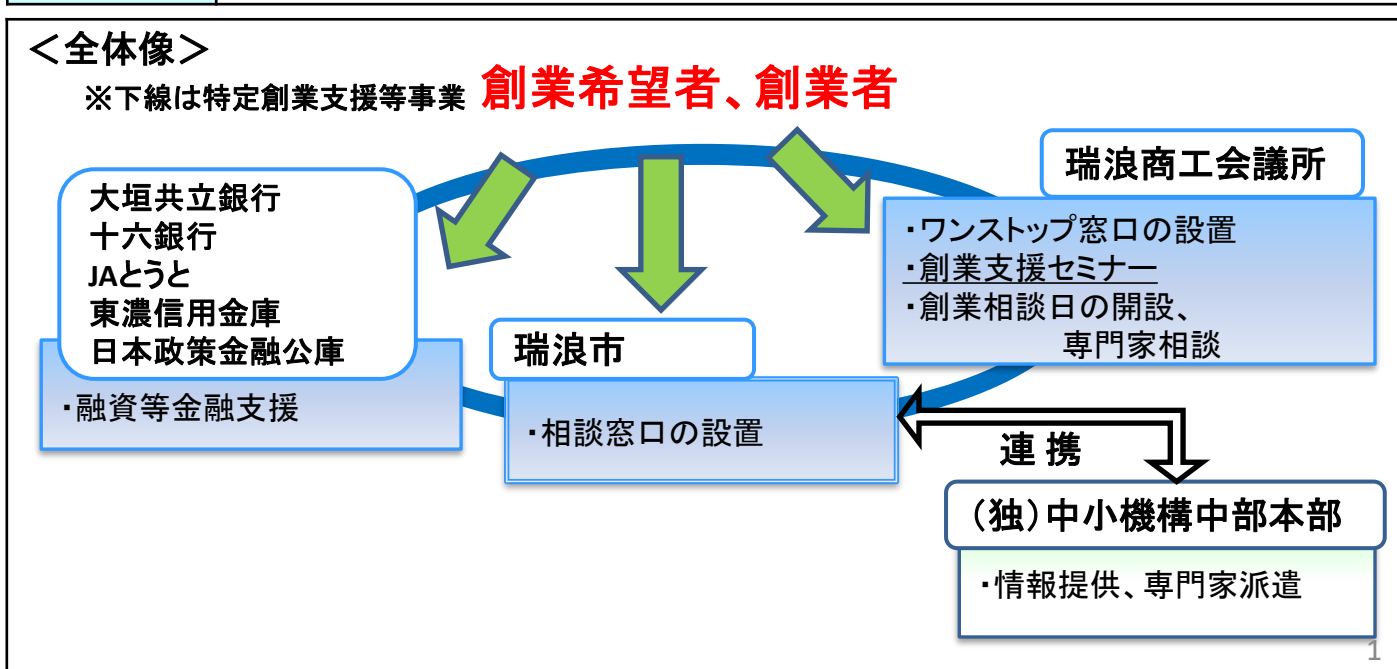 ＜全体像＞
※下線は特定創業支援等事業 創業希望者、創業者
大垣共立銀行
十六銀行
JAとうと
東濃信用金庫
日本政策金融公庫
・融資等金融支援
瑞浪市
・相談窓口の設置
瑞浪商工会議所
・ワンストップ窓口の設置
・創業支援セミナー
・創業相談日の開設、
専門家相談
連 携
（独）中小機構中部本部
・情報提供、専門家派遣
1